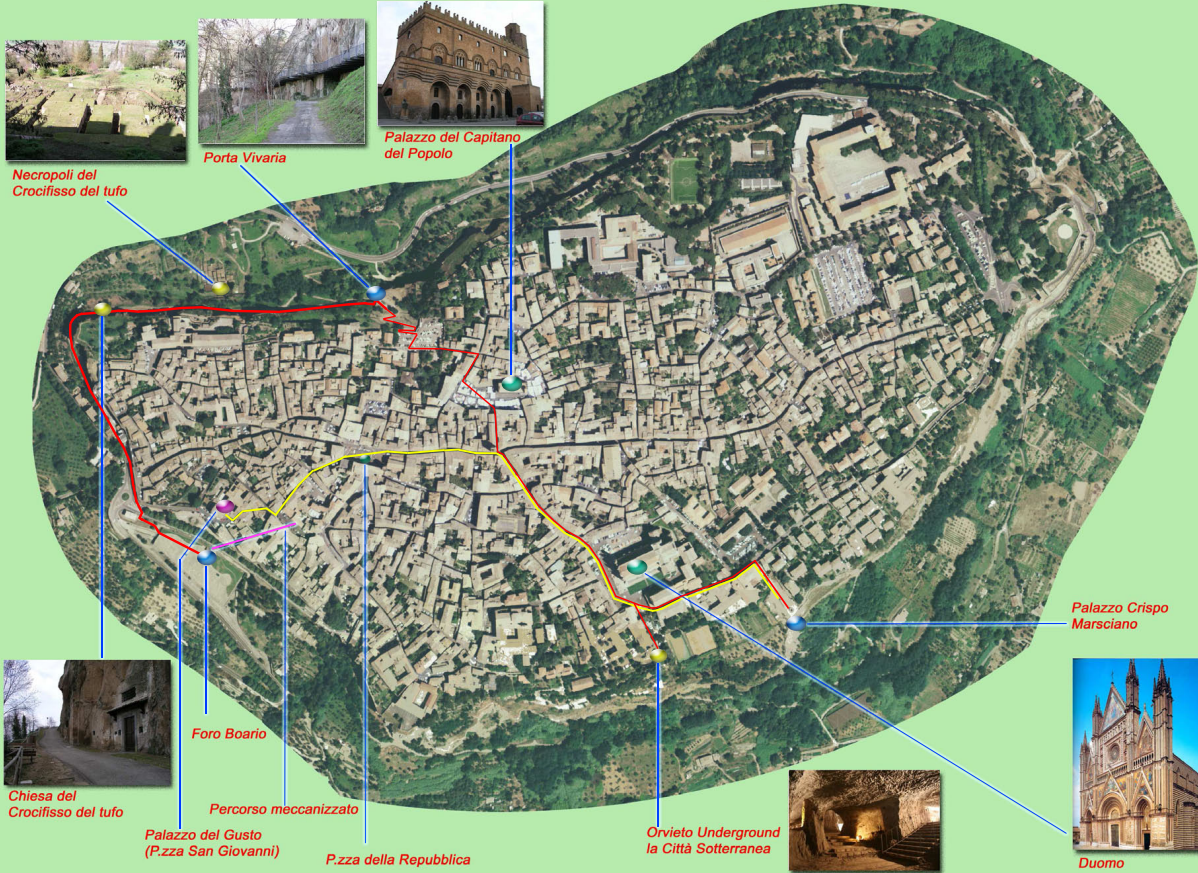 Palazzo del Capitano
del Popolo
Porta Vivaria
Necropoli del
Crocifisso del tufo
Palazzo Crispo
Marsciano
Foro Boario
Chiesa del
Crocifisso del tufo
Percorso meccanizzato
Palazzo del Gusto
(P.zza San Giovanni)
P.zza della Repubblica
Orvieto Underground
la Città Sotterranea
Duomo